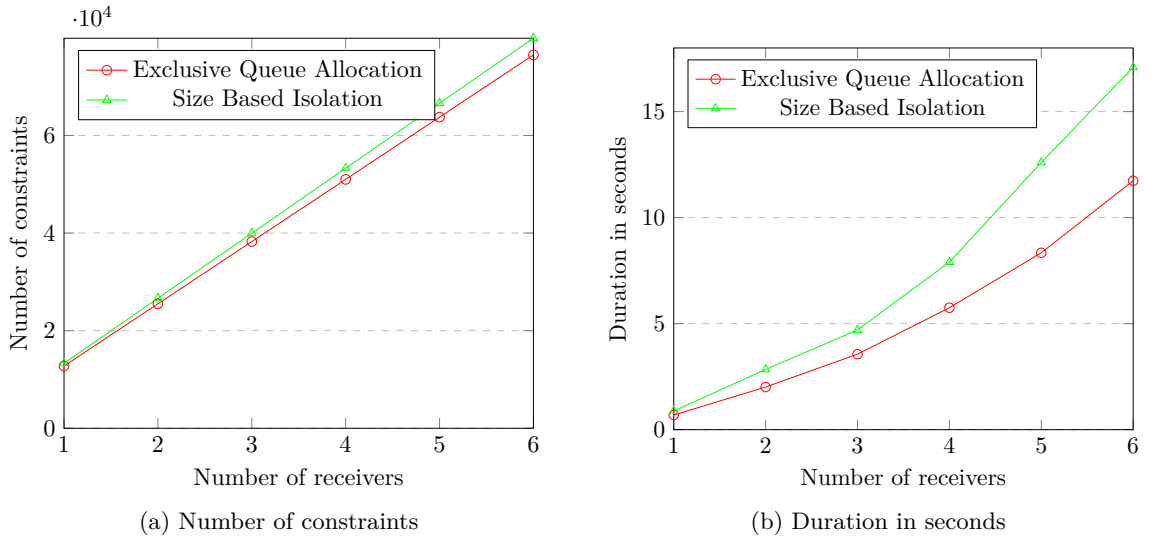 ·10⁴
Exclusive Queue Allocation
Size Based Isolation
Number of constraints
6
4
2
0
1 2 3 4 5 6
Number of receivers
(a) Number of constraints
Exclusive Queue Allocation
Size Based Isolation
Duration in seconds
15
10
5
0
1 2 3 4 5 6
Number of receivers
(b) Duration in seconds